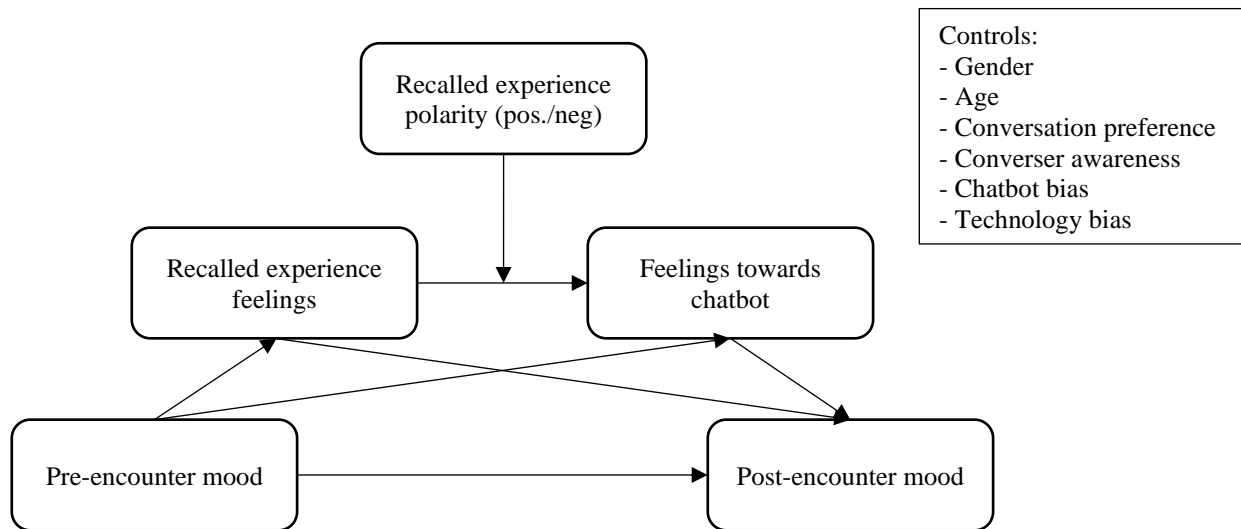 Controls:
- Gender
- Age
- Conversation preference
- Converser awareness
- Chatbot bias
- Technology bias
Recalled experience
polarity (pos./neg)
Recalled experience
feelings
Feelings towards
chatbot
Pre-encounter mood
Post-encounter mood